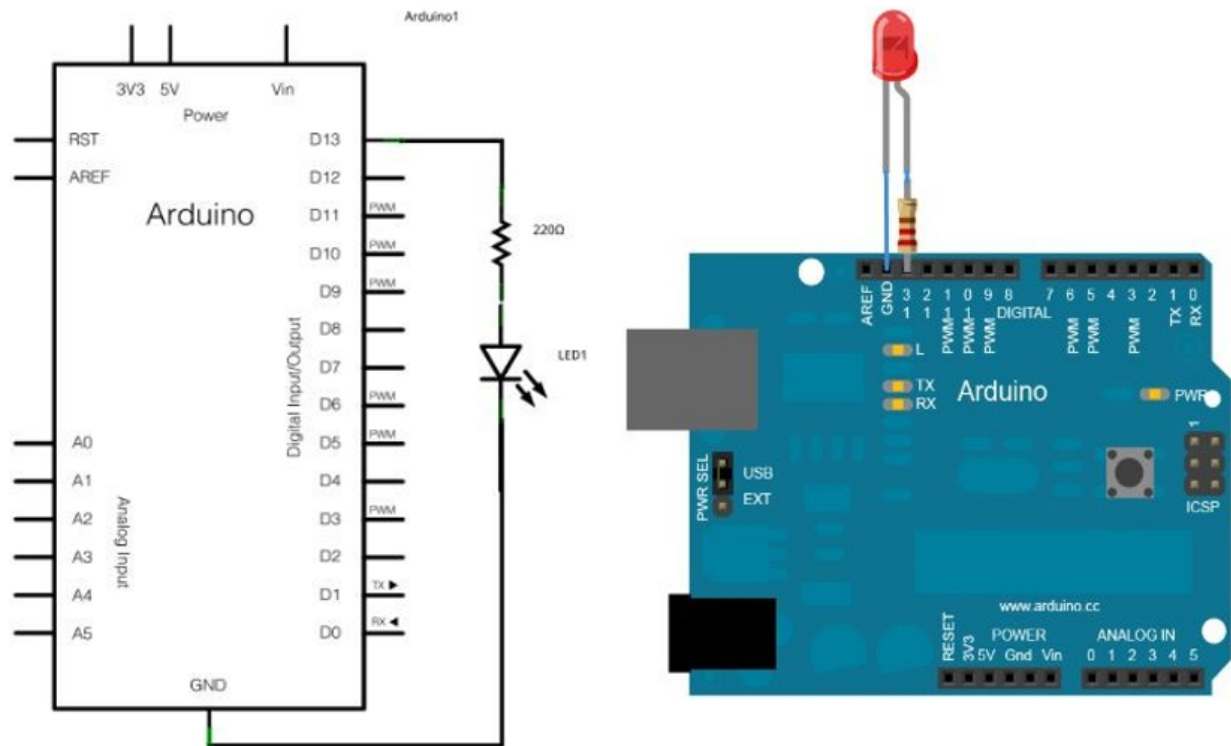 Arduino1
3V3 5V Vin
Power
RST
AREF
Arduino
A0
A1
A2
A3
A4
A5
Analog Input
Digital Input/Output
D13
D12
D11 PWM
D10 PWM
D9 PWM
D8
D7
D6 PWM
D5 PWM
D4
D3 PWM
D2
D1 TX ▶
D0 RX ◀
GND
220Ω
LED1
AREF
GND
13
12
PWM 11
PWM 10
PWM 9
8
DIGITAL
7
PWM 6
PWM 5
4
PWM 3
2
TX 1
RX 0
L
TX
RX
Arduino
PWR
1
ICSP
PWR SEL
USB
EXT
www.arduino.cc
POWER
RESET
3V3
5V Gnd Vin
ANALOG IN
0 1 2 3 4 5